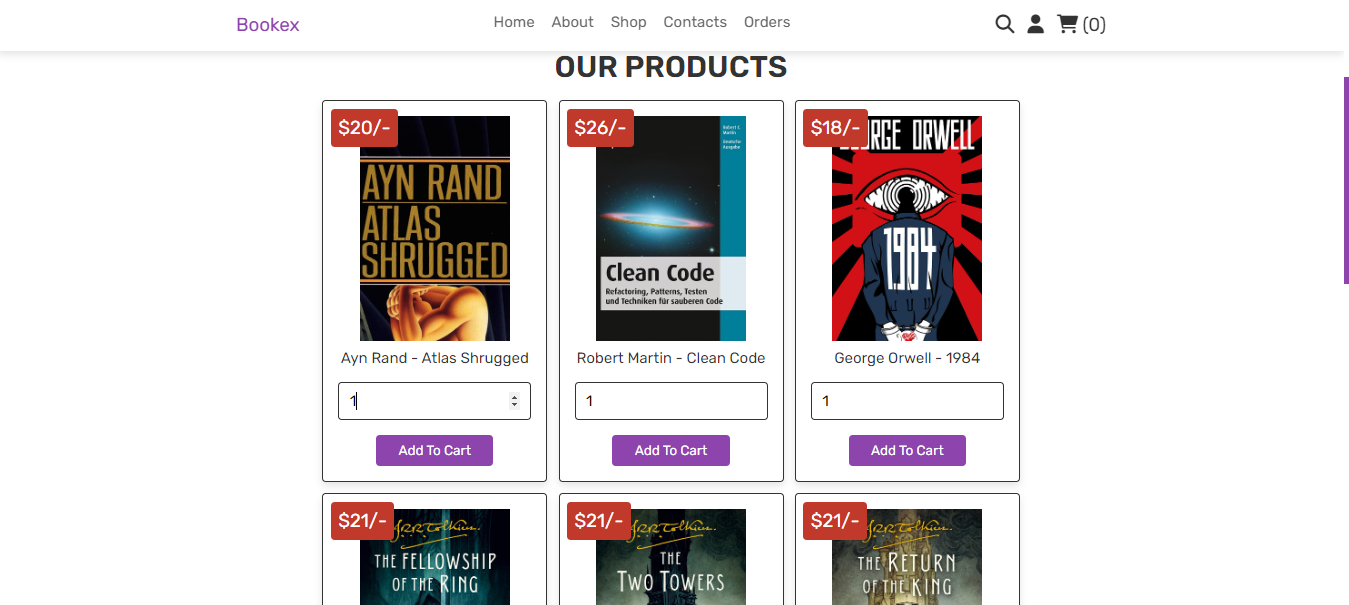 Bookex
Home About Shop Contacts Orders
(0)
OUR PRODUCTS
$20/-
AYN RAND
ATLAS
SHRUGGED
Ayn Rand - Atlas Shrugged
1
Add To Cart
$26/-
Robert C.
Martin
Deutsche
Ausgabe
Clean Code
Refactoring, Patterns, Testen
und Techniken für sauberen Code
Robert Martin - Clean Code
1
Add To Cart
$18/-
ORGE ORWELL
1984
George Orwell - 1984
1
Add To Cart
$21/-
J.R.R. Tolkien
THE FELLOWSHIP
OF THE RING
$21/-
J.R.R. Tolkien
THE
TWO TOWERS
$21/-
J.R.R. Tolkien
THE RETURN
OF THE KING